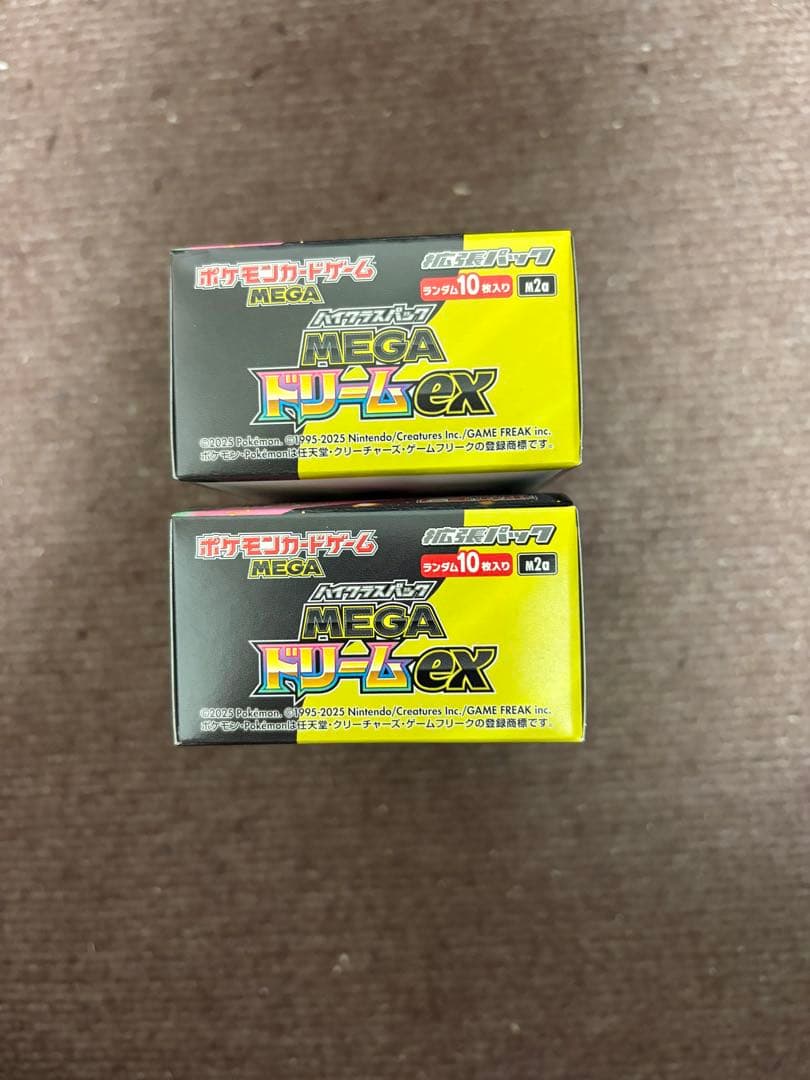 ポケモンカードゲーム
MEGA
拡張パック
ランダム10枚入り M2a
ハイクラスパック
MEGA
ドリームex
©2025 Pokémon. ©1995-2025 Nintendo/Creatures Inc./GAME FREAK inc.
ポケモン・Pokémonは任天堂・クリーチャーズ・ゲームフリークの登録商標です。
ポケモンカードゲーム
MEGA
拡張パック
ランダム10枚入り M2a
ハイクラスパック
MEGA
ドリームex
©2025 Pokémon. ©1995-2025 Nintendo/Creatures Inc./GAME FREAK inc.
ポケモン・Pokémonは任天堂・クリーチャーズ・ゲームフリークの登録商標です。